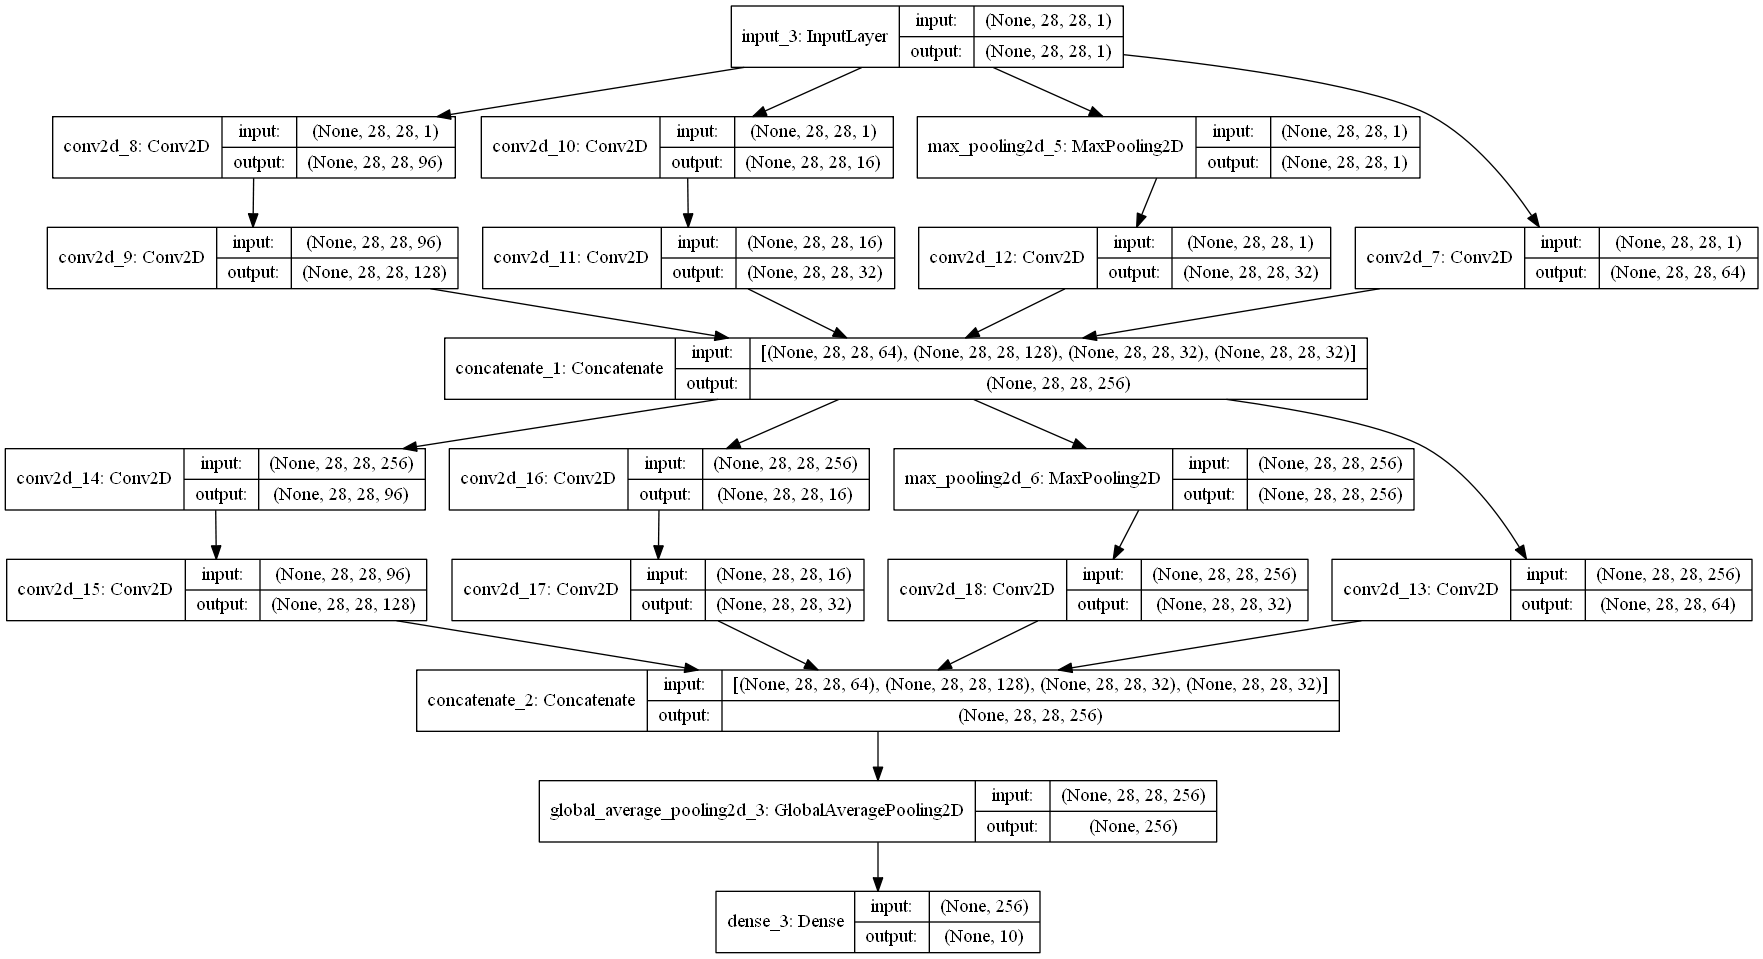 input_3: InputLayer
input: (None, 28, 28, 1)
output: (None, 28, 28, 1)
conv2d_8: Conv2D
input: (None, 28, 28, 1)
output: (None, 28, 28, 96)
conv2d_10: Conv2D
input: (None, 28, 28, 1)
output: (None, 28, 28, 16)
max_pooling2d_5: MaxPooling2D
input: (None, 28, 28, 1)
output: (None, 28, 28, 1)
conv2d_9: Conv2D
input: (None, 28, 28, 96)
output: (None, 28, 28, 128)
conv2d_11: Conv2D
input: (None, 28, 28, 16)
output: (None, 28, 28, 32)
conv2d_12: Conv2D
input: (None, 28, 28, 1)
output: (None, 28, 28, 32)
conv2d_7: Conv2D
input: (None, 28, 28, 1)
output: (None, 28, 28, 64)
concatenate_1: Concatenate
input: [(None, 28, 28, 64), (None, 28, 28, 128), (None, 28, 28, 32), (None, 28, 28, 32)]
output: (None, 28, 28, 256)
conv2d_14: Conv2D
input: (None, 28, 28, 256)
output: (None, 28, 28, 96)
conv2d_16: Conv2D
input: (None, 28, 28, 256)
output: (None, 28, 28, 16)
max_pooling2d_6: MaxPooling2D
input: (None, 28, 28, 256)
output: (None, 28, 28, 256)
conv2d_15: Conv2D
input: (None, 28, 28, 96)
output: (None, 28, 28, 128)
conv2d_17: Conv2D
input: (None, 28, 28, 16)
output: (None, 28, 28, 32)
conv2d_18: Conv2D
input: (None, 28, 28, 256)
output: (None, 28, 28, 32)
conv2d_13: Conv2D
input: (None, 28, 28, 256)
output: (None, 28, 28, 64)
concatenate_2: Concatenate
input: [(None, 28, 28, 64), (None, 28, 28, 128), (None, 28, 28, 32), (None, 28, 28, 32)]
output: (None, 28, 28, 256)
global_average_pooling2d_3: GlobalAveragePooling2D
input: (None, 28, 28, 256)
output: (None, 256)
dense_3: Dense
input: (None, 256)
output: (None, 10)